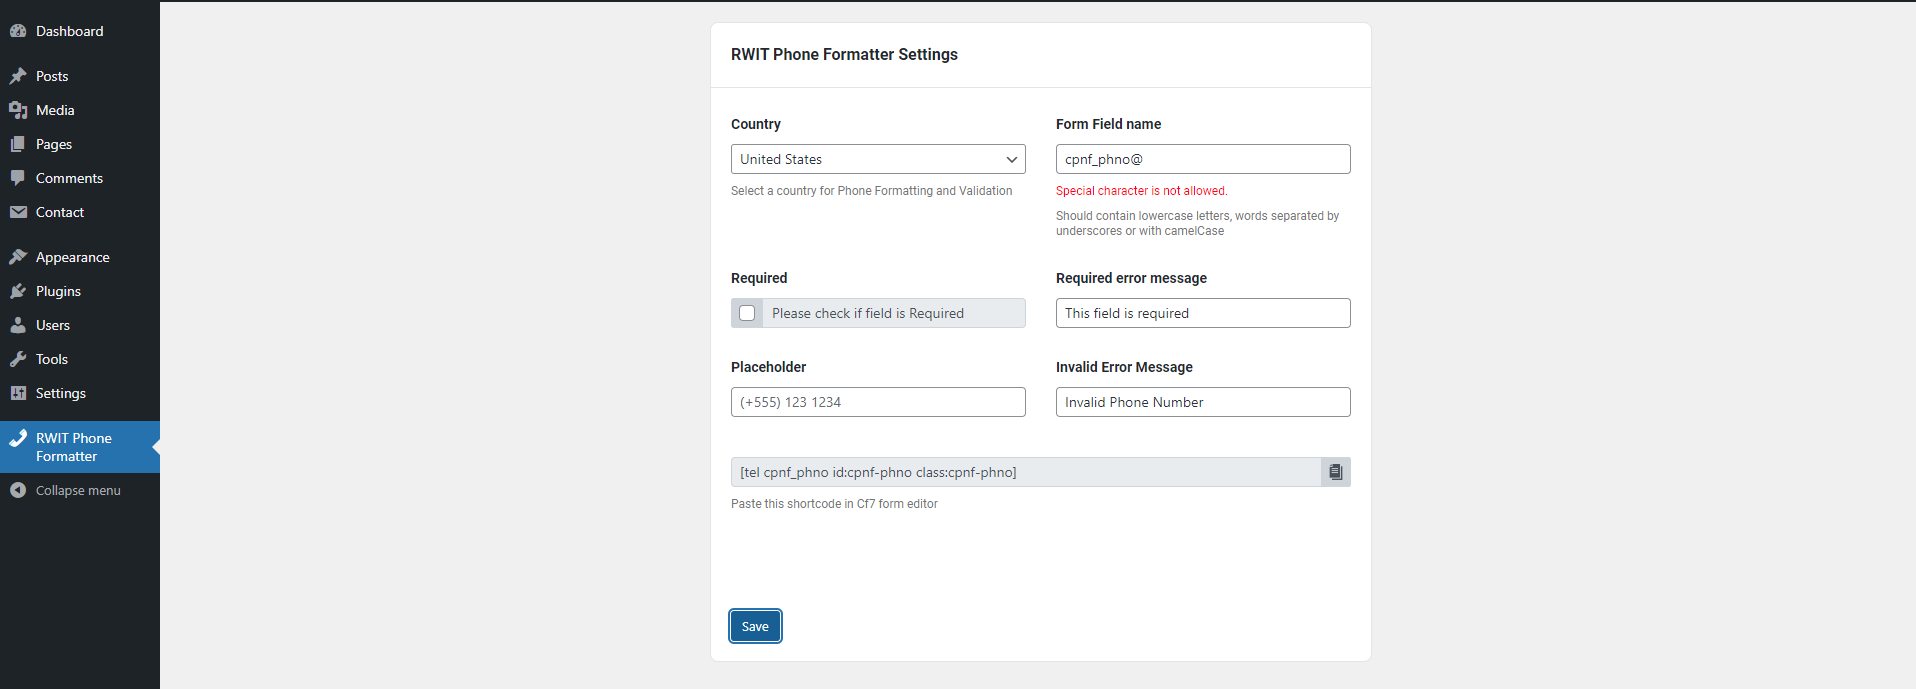 Dashboard
Posts
Media
Pages
Comments
Contact
Appearance
Plugins
Users
Tools
Settings
RWIT Phone
Formatter
Collapse menu
RWIT Phone Formatter Settings
Country
United States
Select a country for Phone Formatting and Validation
Form Field name
cpnf_phno@
Special character is not allowed.
Should contain lowercase letters, words separated by
underscores or with camelCase
Required
Please check if field is Required
Required error message
This field is required
Placeholder
(+555) 123 1234
Invalid Error Message
Invalid Phone Number
[tel cpnf_phno id:cpnf-phno class:cpnf-phno]
Paste this shortcode in Cf7 form editor
Save